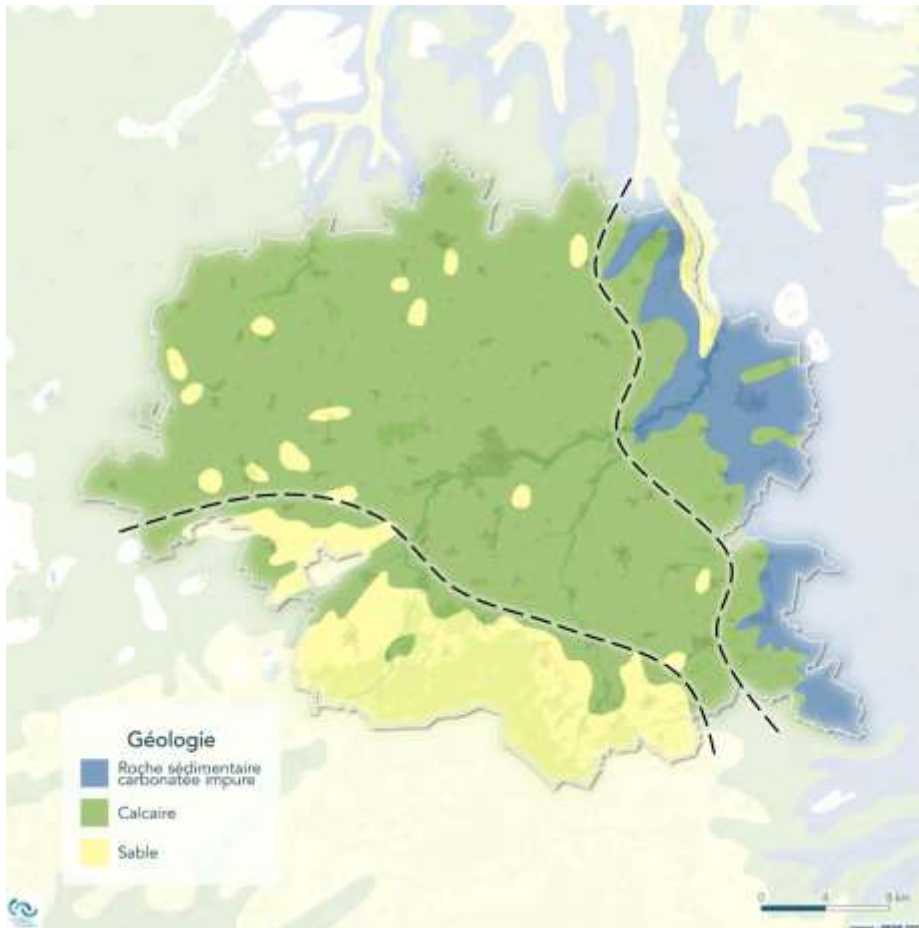 Géologie
Roche sédimentaire
carbonatée impure
Calcaire
Sable
0 4 8 km